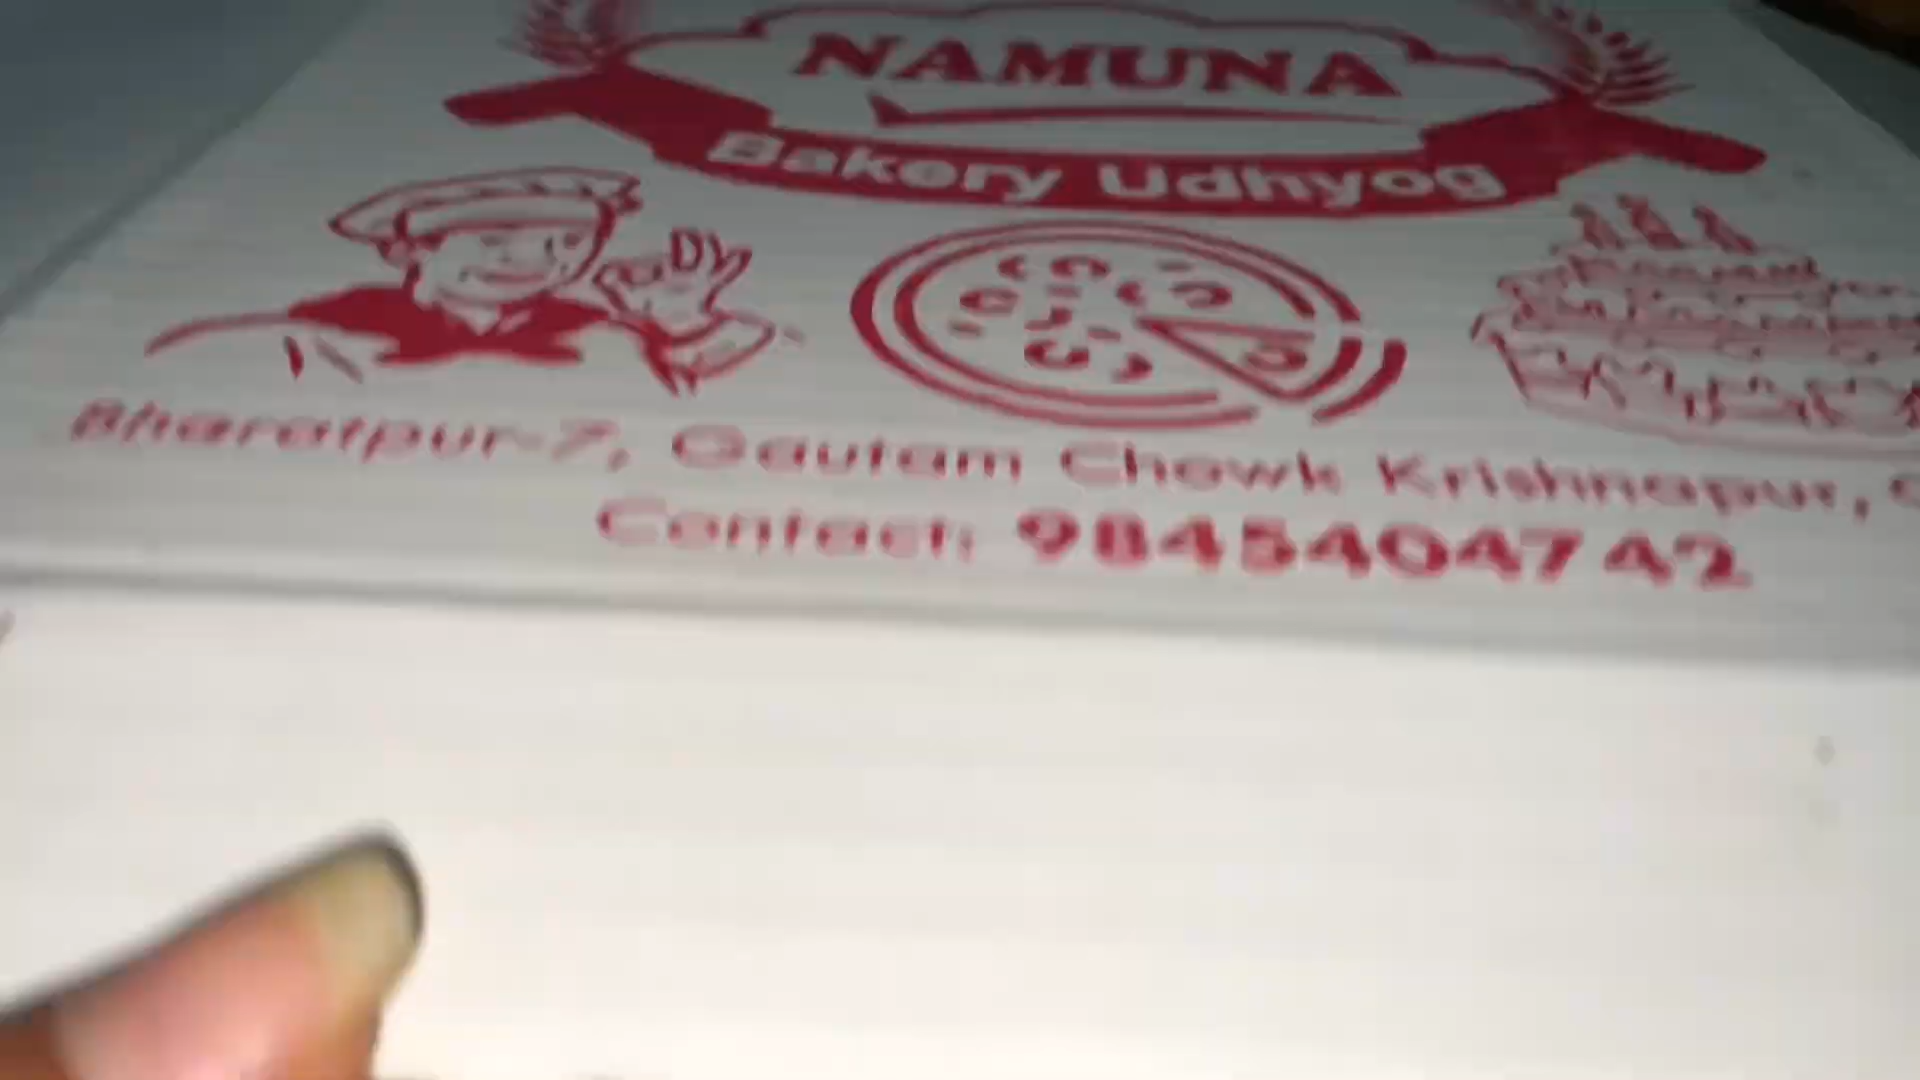 NAMUNA
Bakery Udhyog
Bharatpur-7, Gautam Chowk Krishnapur,
Contact: 9845404742